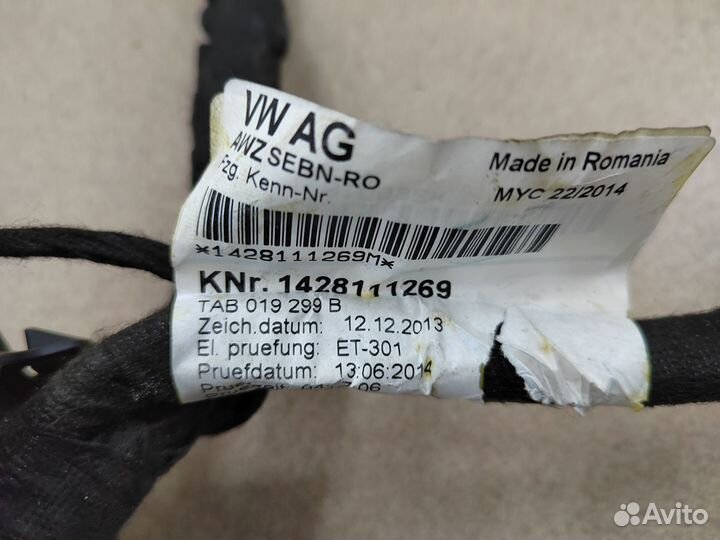 VW AG
AWZ SEBN-RO
Fzg. Kenn-Nr.
Made in Romania
MYC 22/2014
*1428111269M*
KNr. 1428111269
TAB 019 299 B
Zeich.datum: 12.12.2013
El. pruefung: ET-301
Pruefdatum: 13:06:2014
Avito